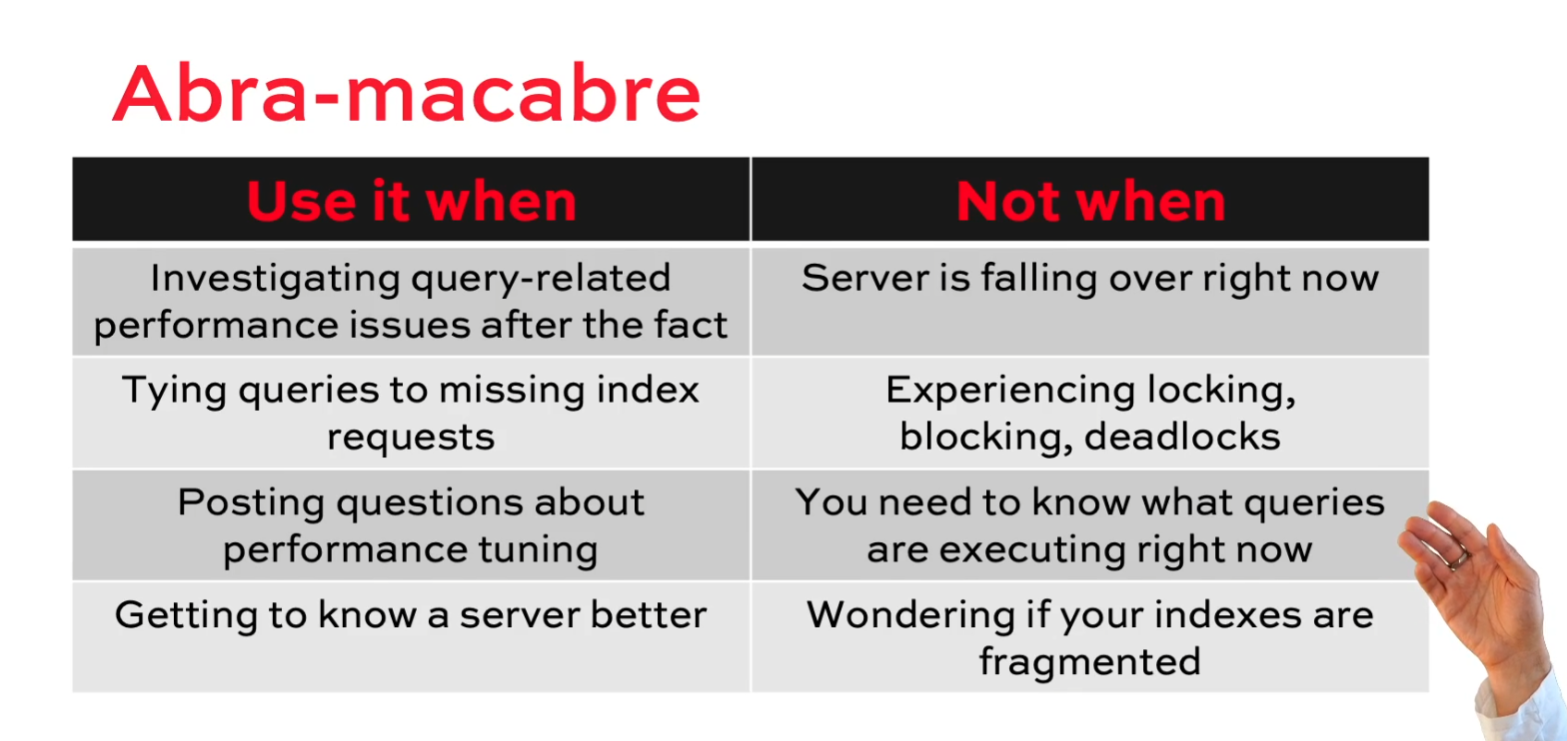 Abra-macabre
Use it when
Not when
Investigating query-related
performance issues after the fact
Server is falling over right now
Tying queries to missing index
requests
Experiencing locking,
blocking, deadlocks
Posting questions about
performance tuning
You need to know what queries
are executing right now
Getting to know a server better
Wondering if your indexes are
fragmented